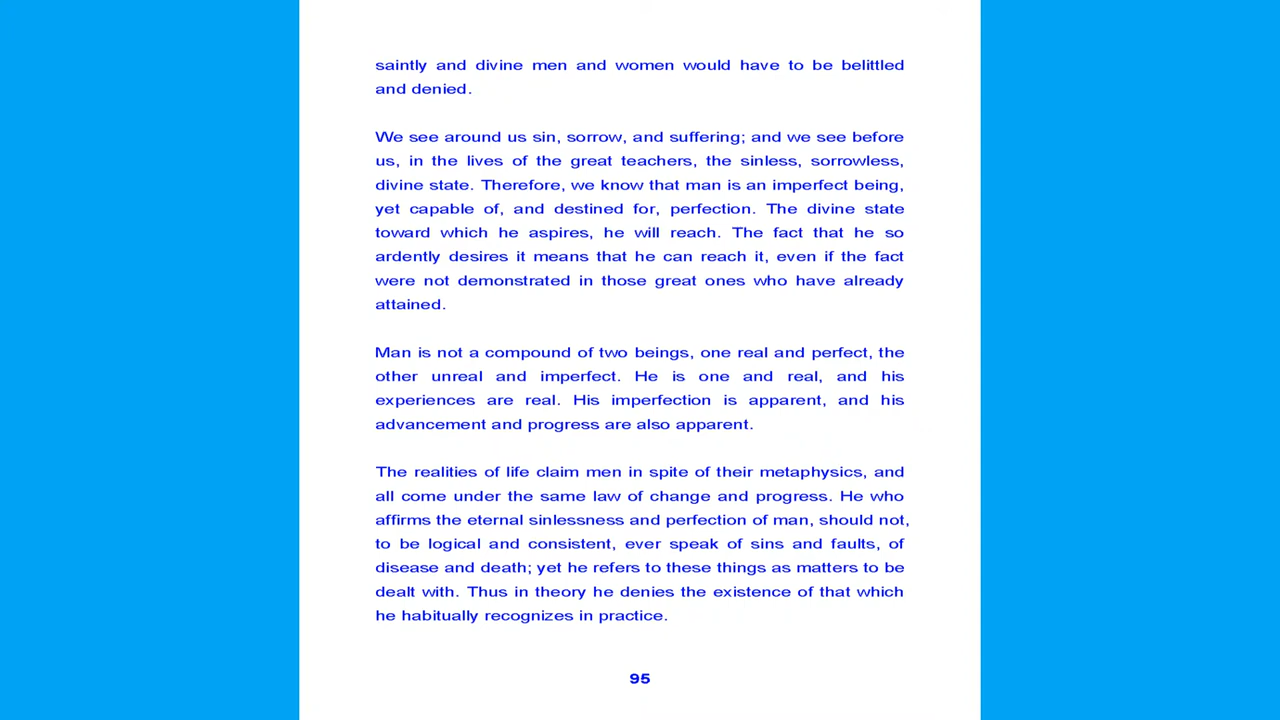 saintly and divine men and women would have to be belittled
and denied.
We see around us sin, sorrow, and suffering; and we see before
us, in the lives of the great teachers, the sinless, sorrowless,
divine state. Therefore, we know that man is an imperfect being,
yet capable of, and destined for, perfection. The divine state
toward which he aspires, he will reach. The fact that he so
ardently desires it means that he can reach it, even if the fact
were not demonstrated in those great ones who have already
attained.
Man is not a compound of two beings, one real and perfect, the
other unreal and imperfect. He is one and real, and his
experiences are real. His imperfection is apparent, and his
advancement and progress are also apparent.
The realities of life claim men in spite of their metaphysics, and
all come under the same law of change and progress. He who
affirms the eternal sinlessness and perfection of man, should not,
to be logical and consistent, ever speak of sins and faults, of
disease and death; yet he refers to these things as matters to be
dealt with. Thus in theory he denies the existence of that which
he habitually recognizes in practice.
95